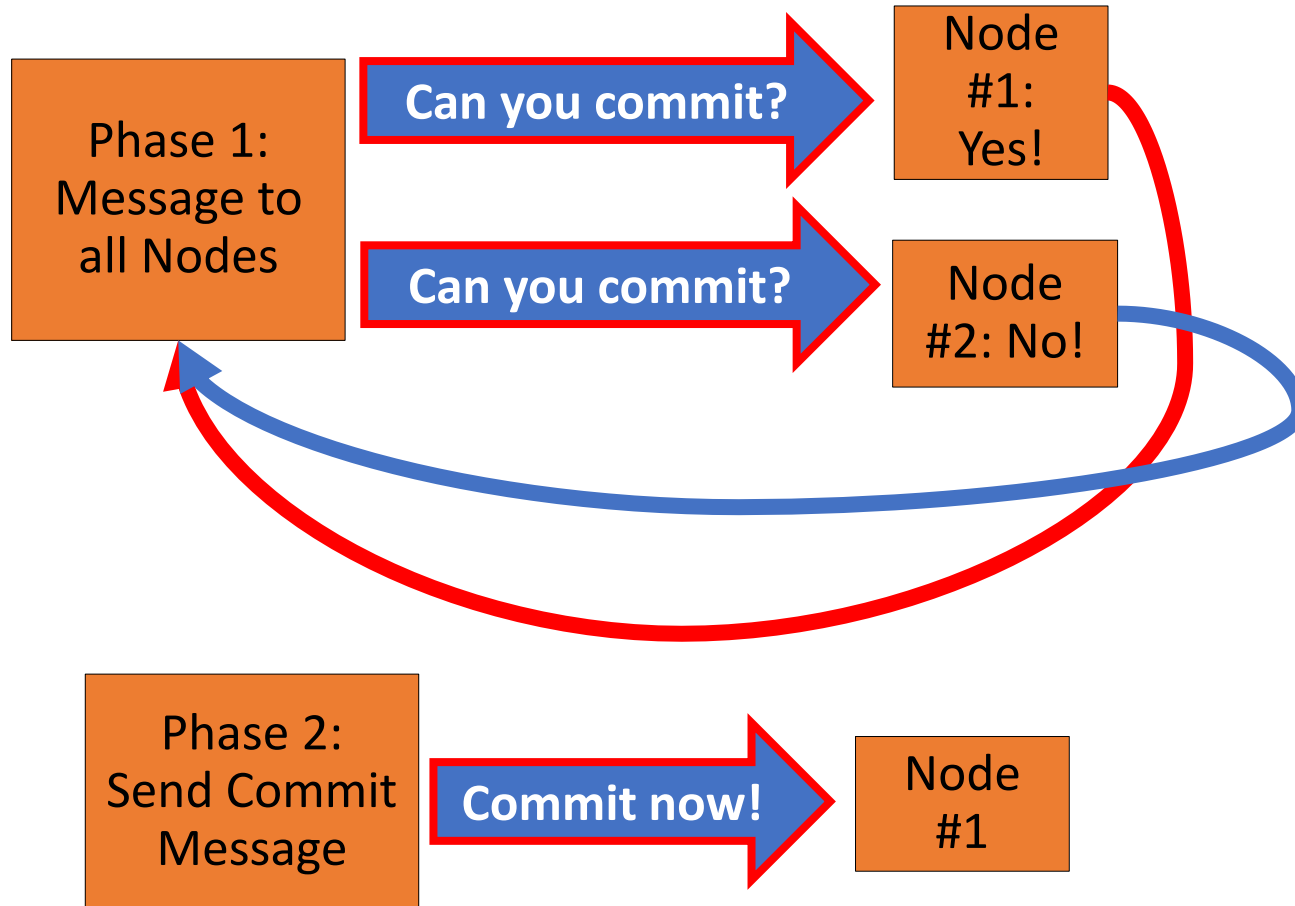 Phase 1:
Message to
all Nodes
Can you commit?
Node
#1:
Yes!
Can you commit?
Node
#2: No!
Phase 2:
Send Commit
Message
Commit now!
Node
#1